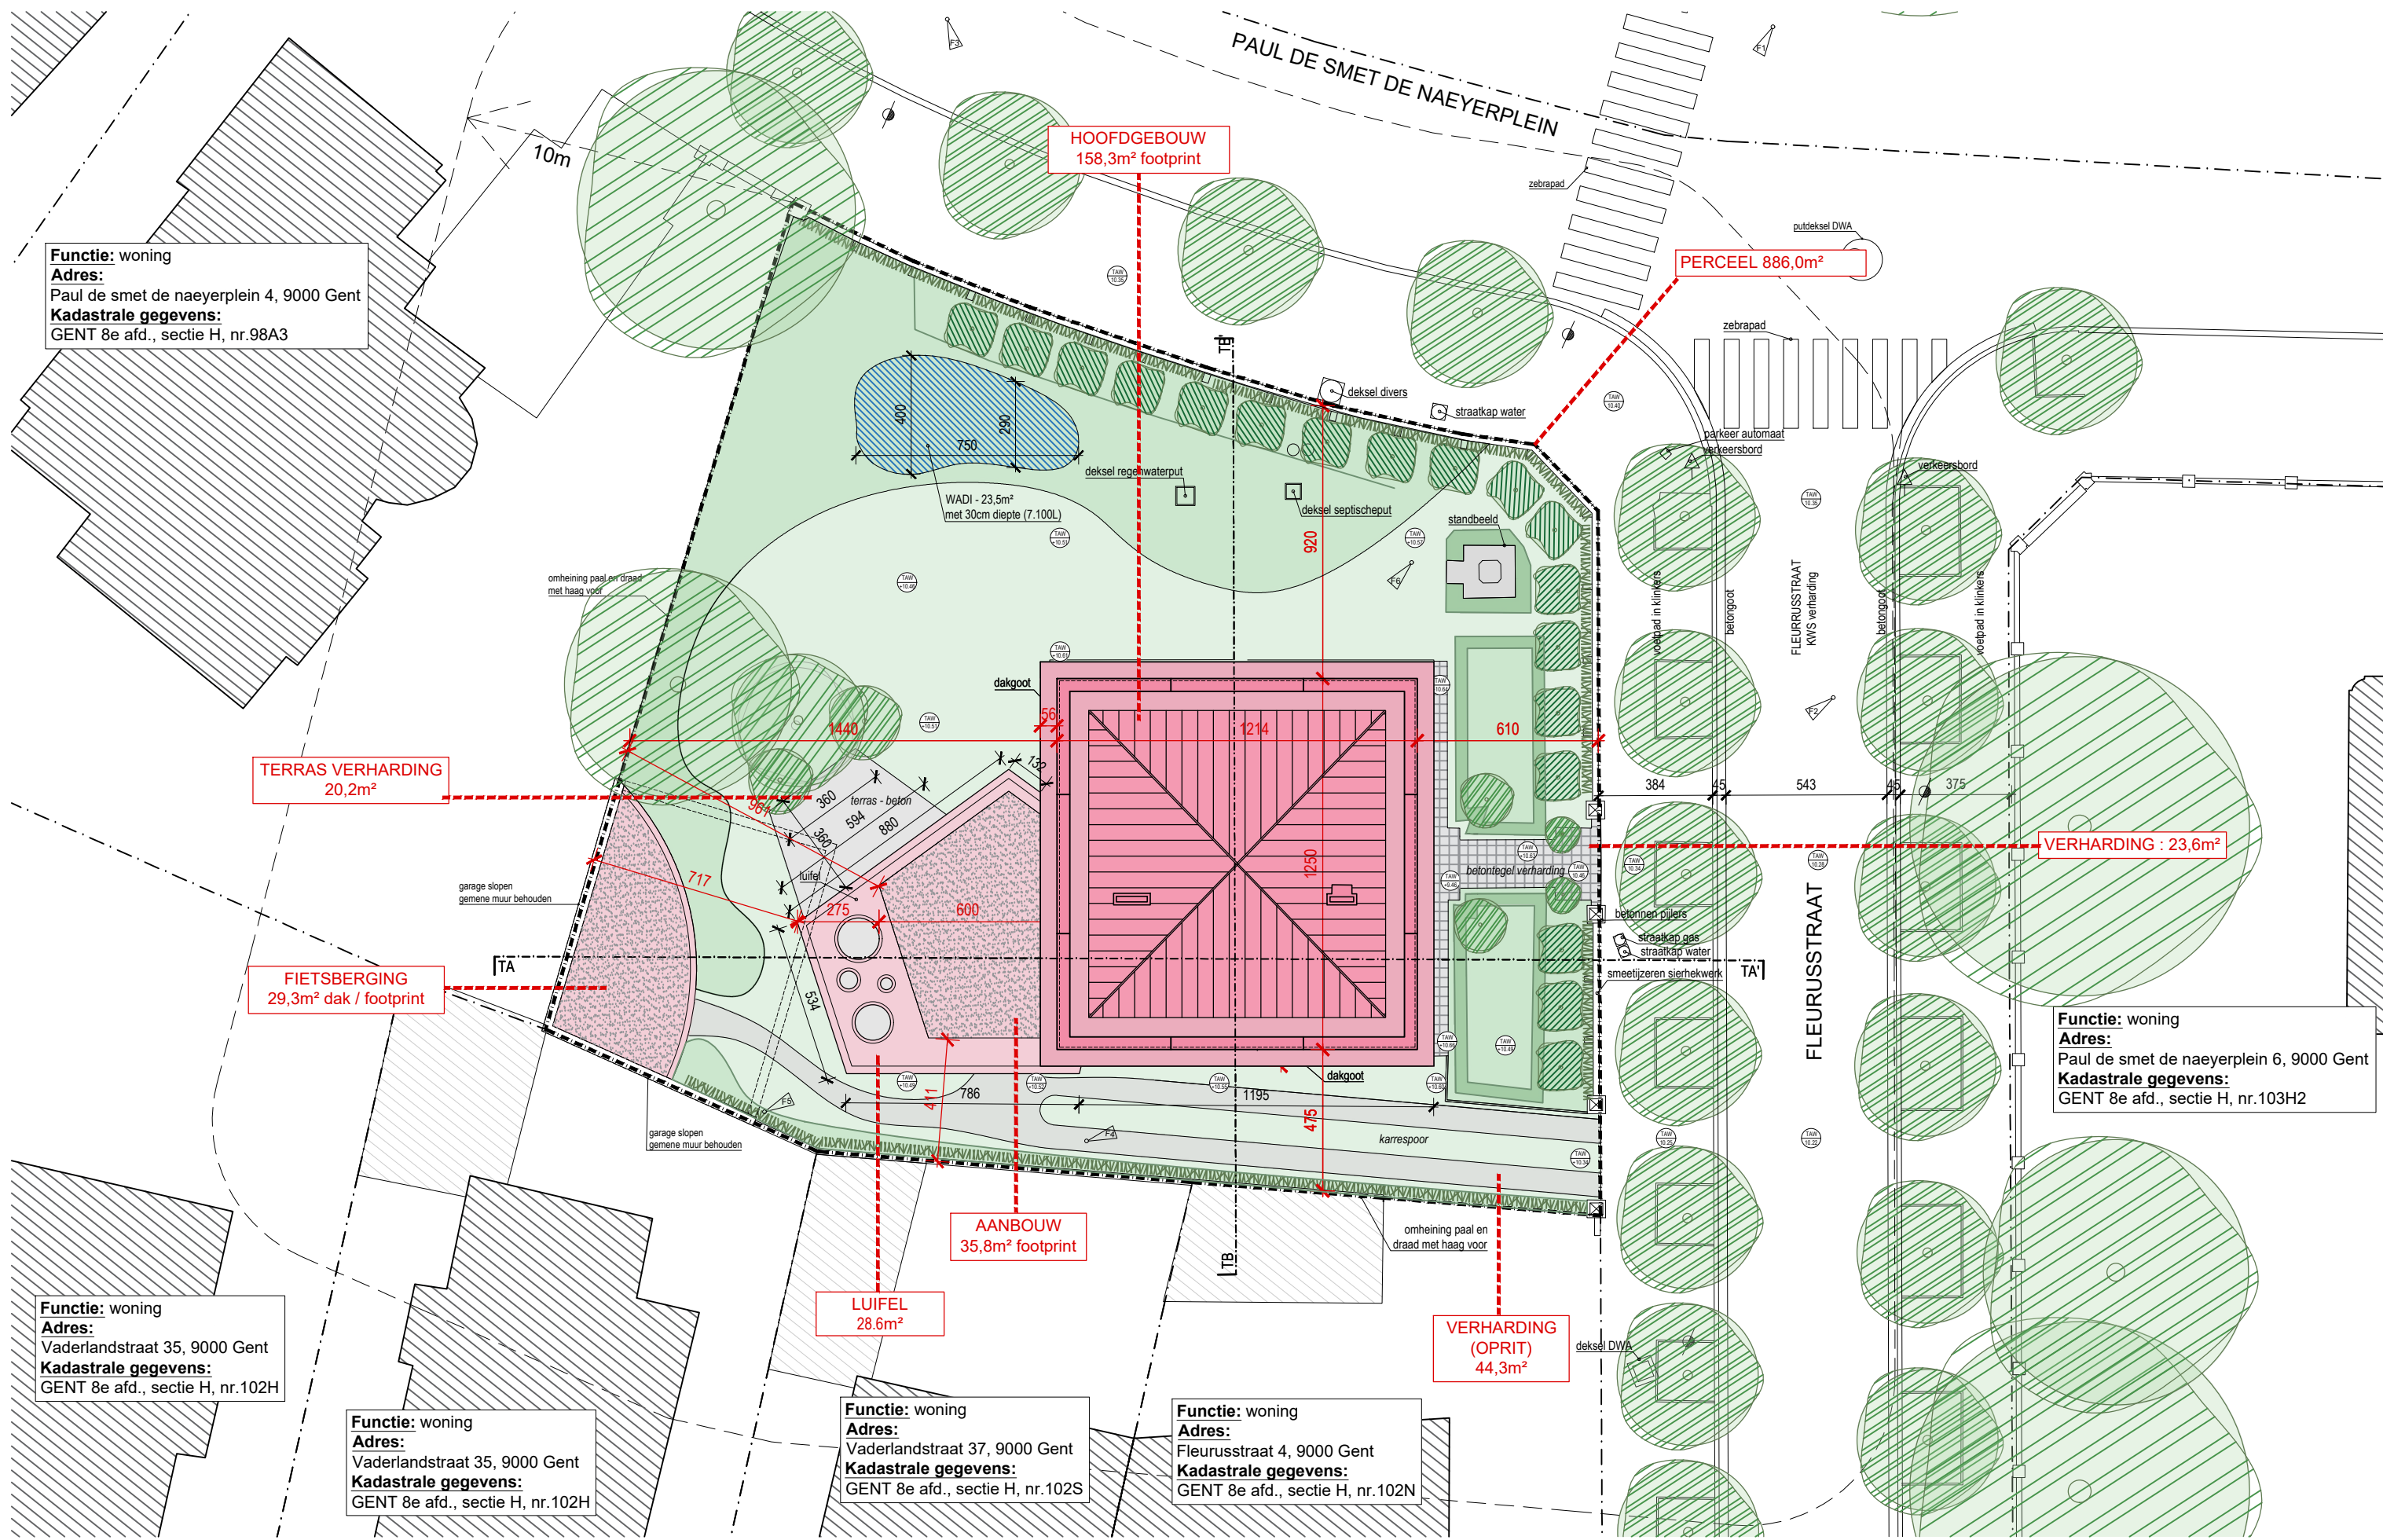 PAUL DE SMET DE NAEYERPLEIN
F3
F1
10m
HOOFDGEBOUW
158,3m² footprint
zebrapad
putdeksel DWA
PERCEEL 886,0m²
Functie: woning
Adres:
Paul de smet de naeyerplein 4, 9000 Gent
Kadastrale gegevens:
GENT 8e afd., sectie H, nr.98A3
zebrapad
TB'
deksel divers
straatkap water
parkeer automaat
verkeersbord
verkeersbord
400
290
750
deksel regenwaterput
WADI - 23,5m²
met 30cm diepte (7.100L)
deksel septischeput
standbeeld
920
F6
omheining paal en draad
met haag voor
voetpad in klinkers
betongoot
FLEURRUSSTRAAT
KWS verharding
betongoot
voetpad in klinkers
dakgoot
56
1440
1214
610
F2
TERRAS VERHARDING
20,2m²
132
961
360
terras - beton
594
880
360
384
45
543
45
375
VERHARDING : 23,6m²
1250
luifel
717
275
600
betontegel verharding
garage slopen
gemene muur behouden
betonnen pijlers
straatkap gas
straatkap water
smeetijzeren sierhekwerk
FLEURUSSTRAAT
TA
TA'
FIETSBERGING
29,3m² dak / footprint
534
Functie: woning
Adres:
Paul de smet de naeyerplein 6, 9000 Gent
Kadastrale gegevens:
GENT 8e afd., sectie H, nr.103H2
dakgoot
786
1195
411
475
F5
F4
karrespoor
garage slopen
gemene muur behouden
AANBOUW
35,8m² footprint
omheining paal en
draad met haag voor
TB
LUIFEL
28.6m²
VERHARDING
(OPRIT)
44,3m²
deksel DWA
Functie: woning
Adres:
Vaderlandstraat 35, 9000 Gent
Kadastrale gegevens:
GENT 8e afd., sectie H, nr.102H
Functie: woning
Adres:
Vaderlandstraat 35, 9000 Gent
Kadastrale gegevens:
GENT 8e afd., sectie H, nr.102H
Functie: woning
Adres:
Vaderlandstraat 37, 9000 Gent
Kadastrale gegevens:
GENT 8e afd., sectie H, nr.102S
Functie: woning
Adres:
Fleurusstraat 4, 9000 Gent
Kadastrale gegevens:
GENT 8e afd., sectie H, nr.102N